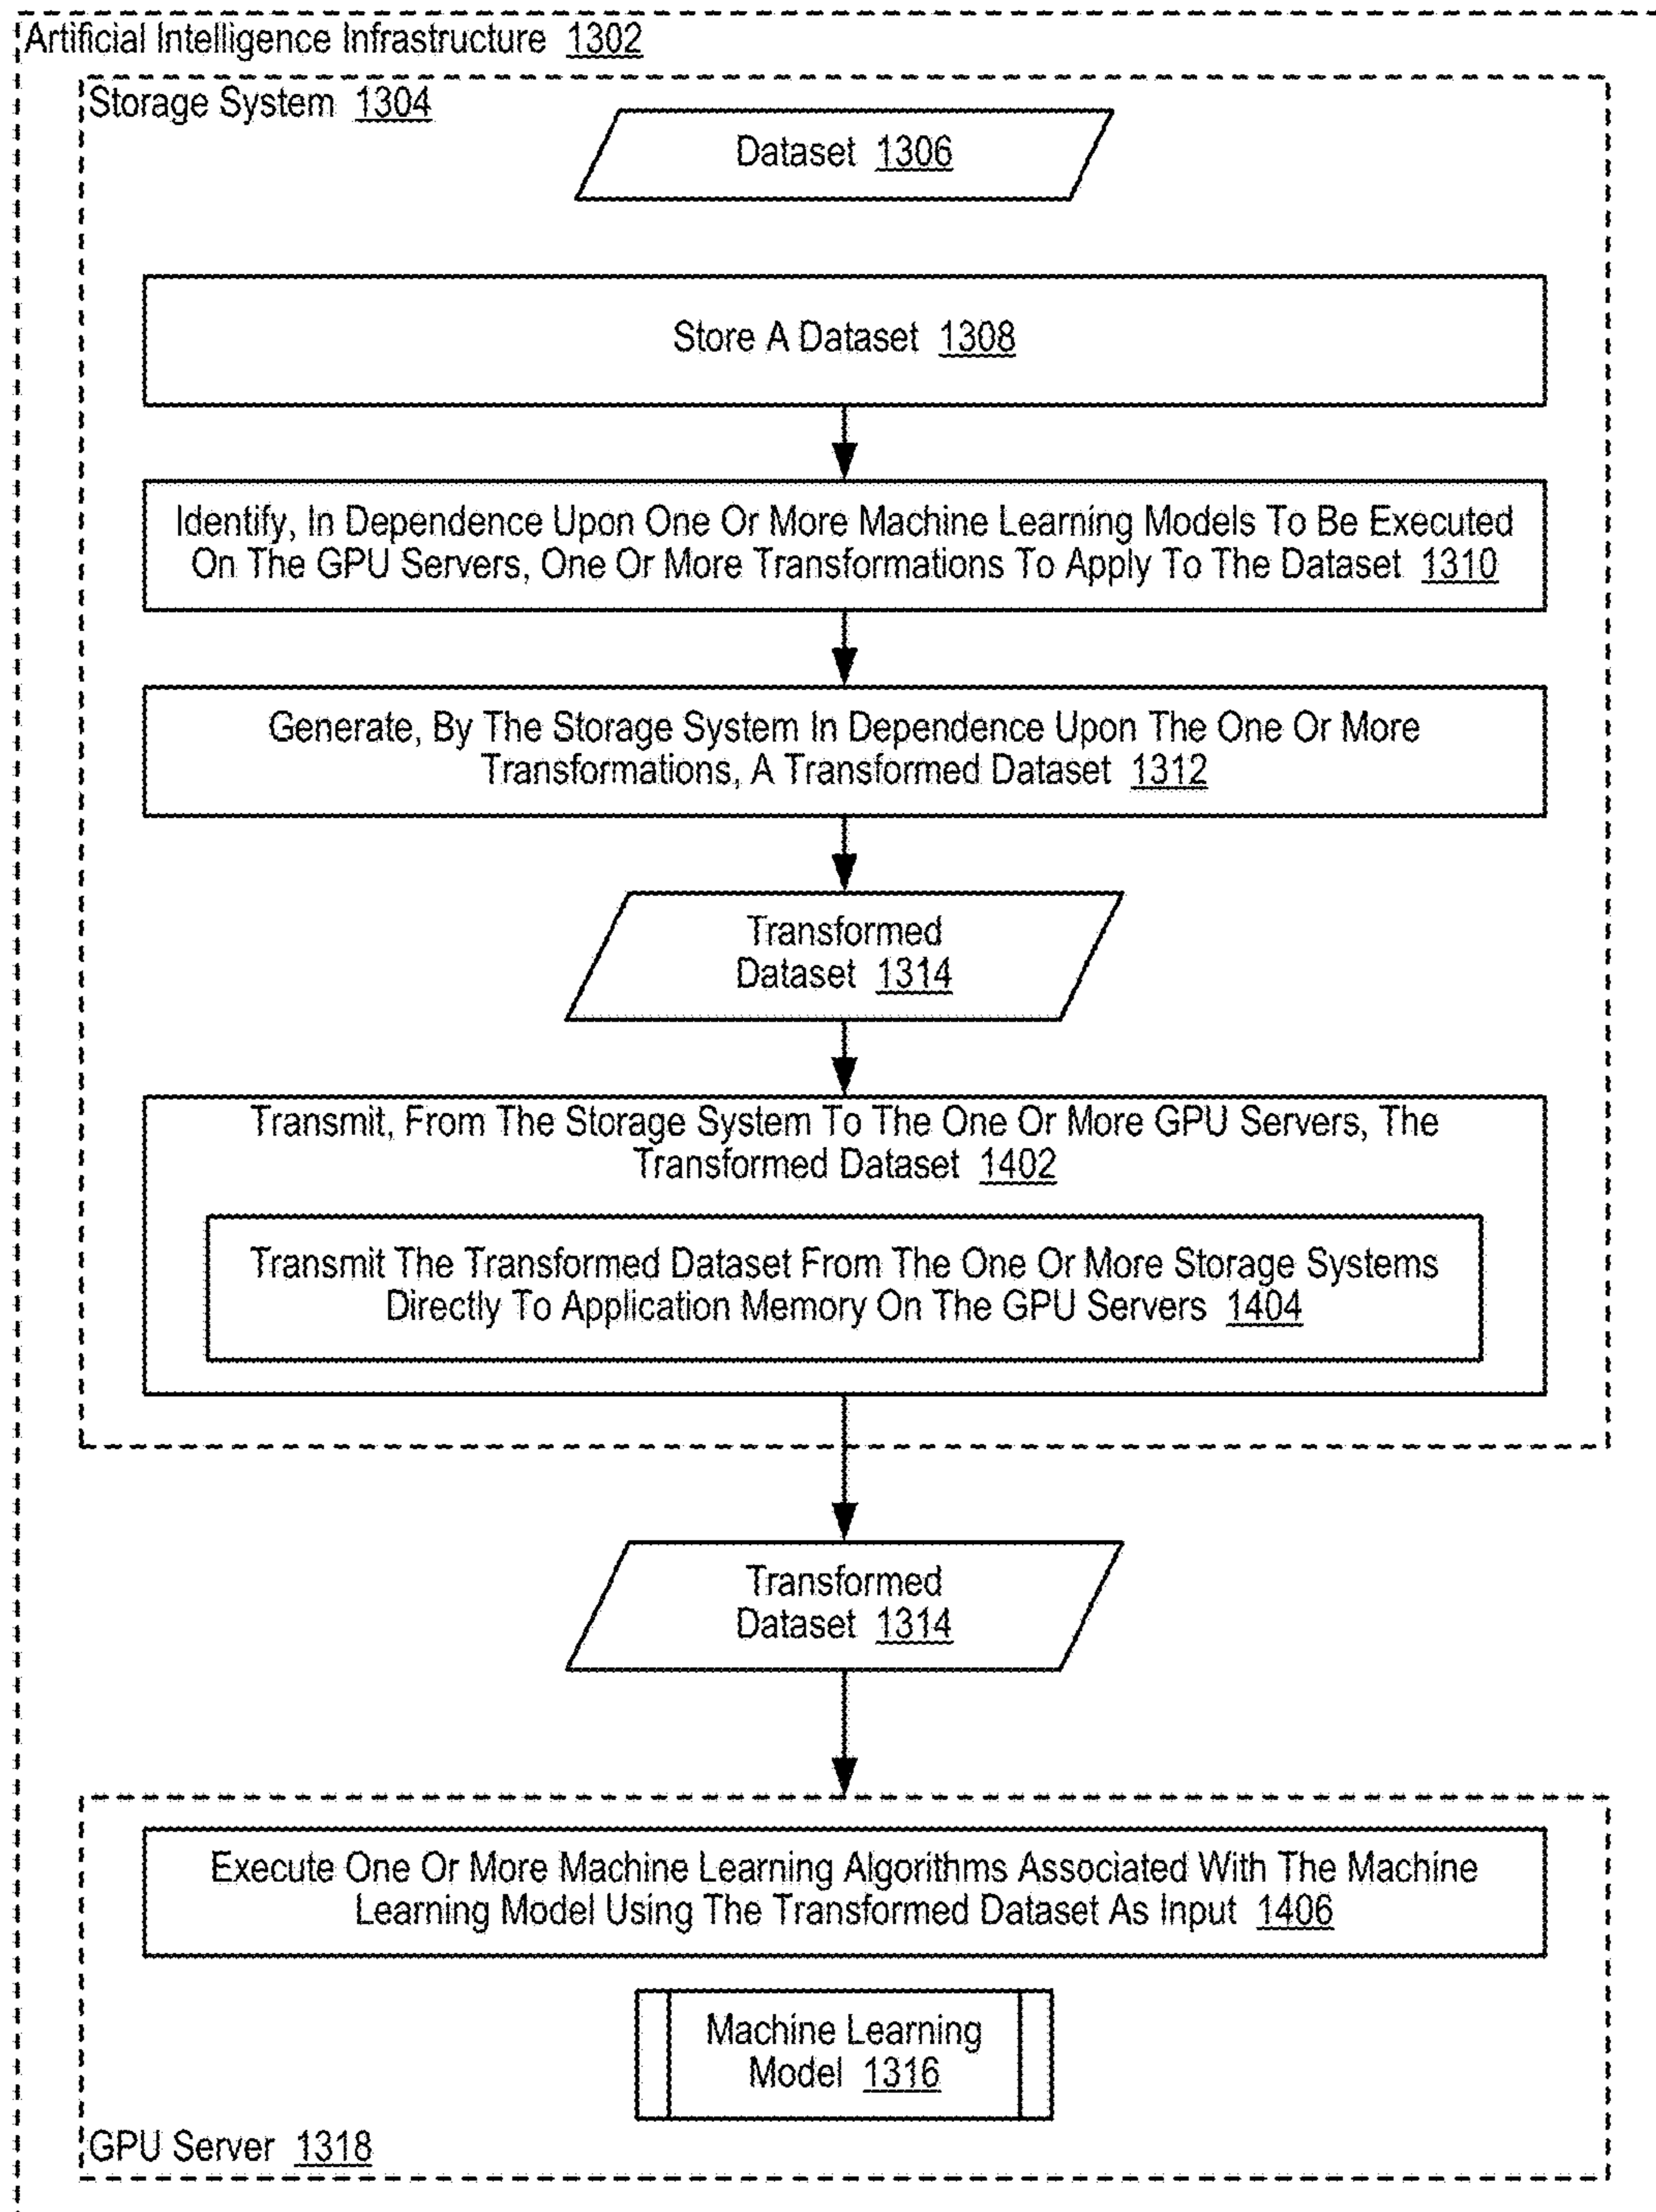 Artificial Intelligence Infrastructure 1302
Storage System 1304
Dataset 1306
Store A Dataset 1308
Identify, In Dependence Upon One Or More Machine Learning Models To Be Executed
On The GPU Servers, One Or More Transformations To Apply To The Dataset 1310
Generate, By The Storage System In Dependence Upon The One Or More
Transformations, A Transformed Dataset 1312
Transformed
Dataset 1314
Transmit, From The Storage System To The One Or More GPU Servers, The
Transformed Dataset 1402
Transmit The Transformed Dataset From The One Or More Storage Systems
Directly To Application Memory On The GPU Servers 1404
Transformed
Dataset 1314
Execute One Or More Machine Learning Algorithms Associated With The Machine
Learning Model Using The Transformed Dataset As Input 1406
Machine Learning
Model 1316
GPU Server 1318